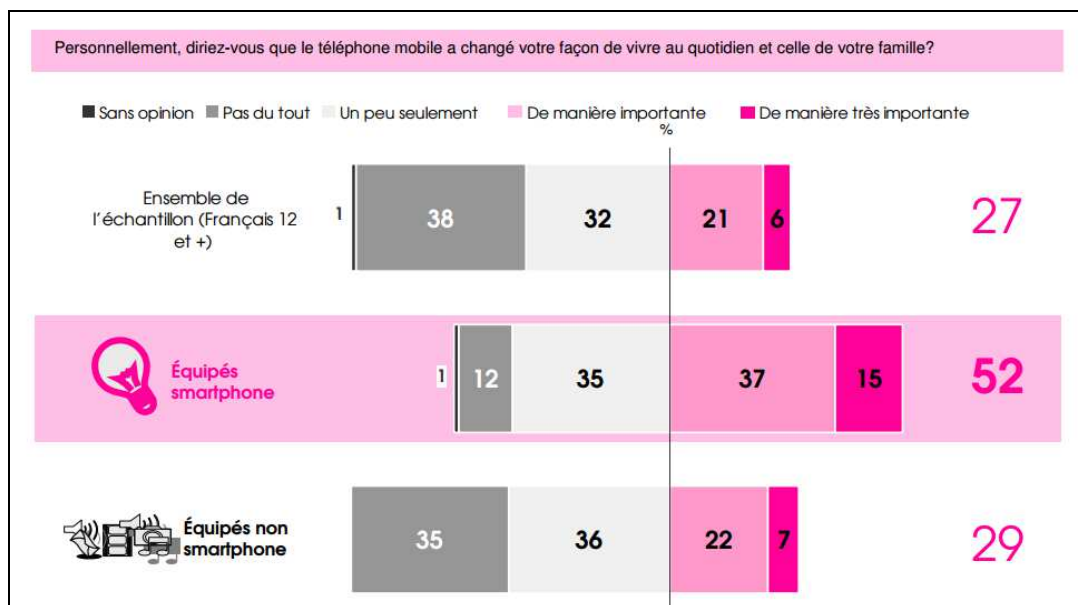 Personnellement, diriez-vous que le téléphone mobile a changé votre façon de vivre au quotidien et celle de votre famille?
Sans opinion Pas du tout Un peu seulement De manière importante De manière très importante
%
Ensemble de
l'échantillon (Français 12
et +)
1 38 32 21 6 27
Équipés
smartphone
1 12 35 37 15 52
Équipés non
smartphone
35 36 22 7 29